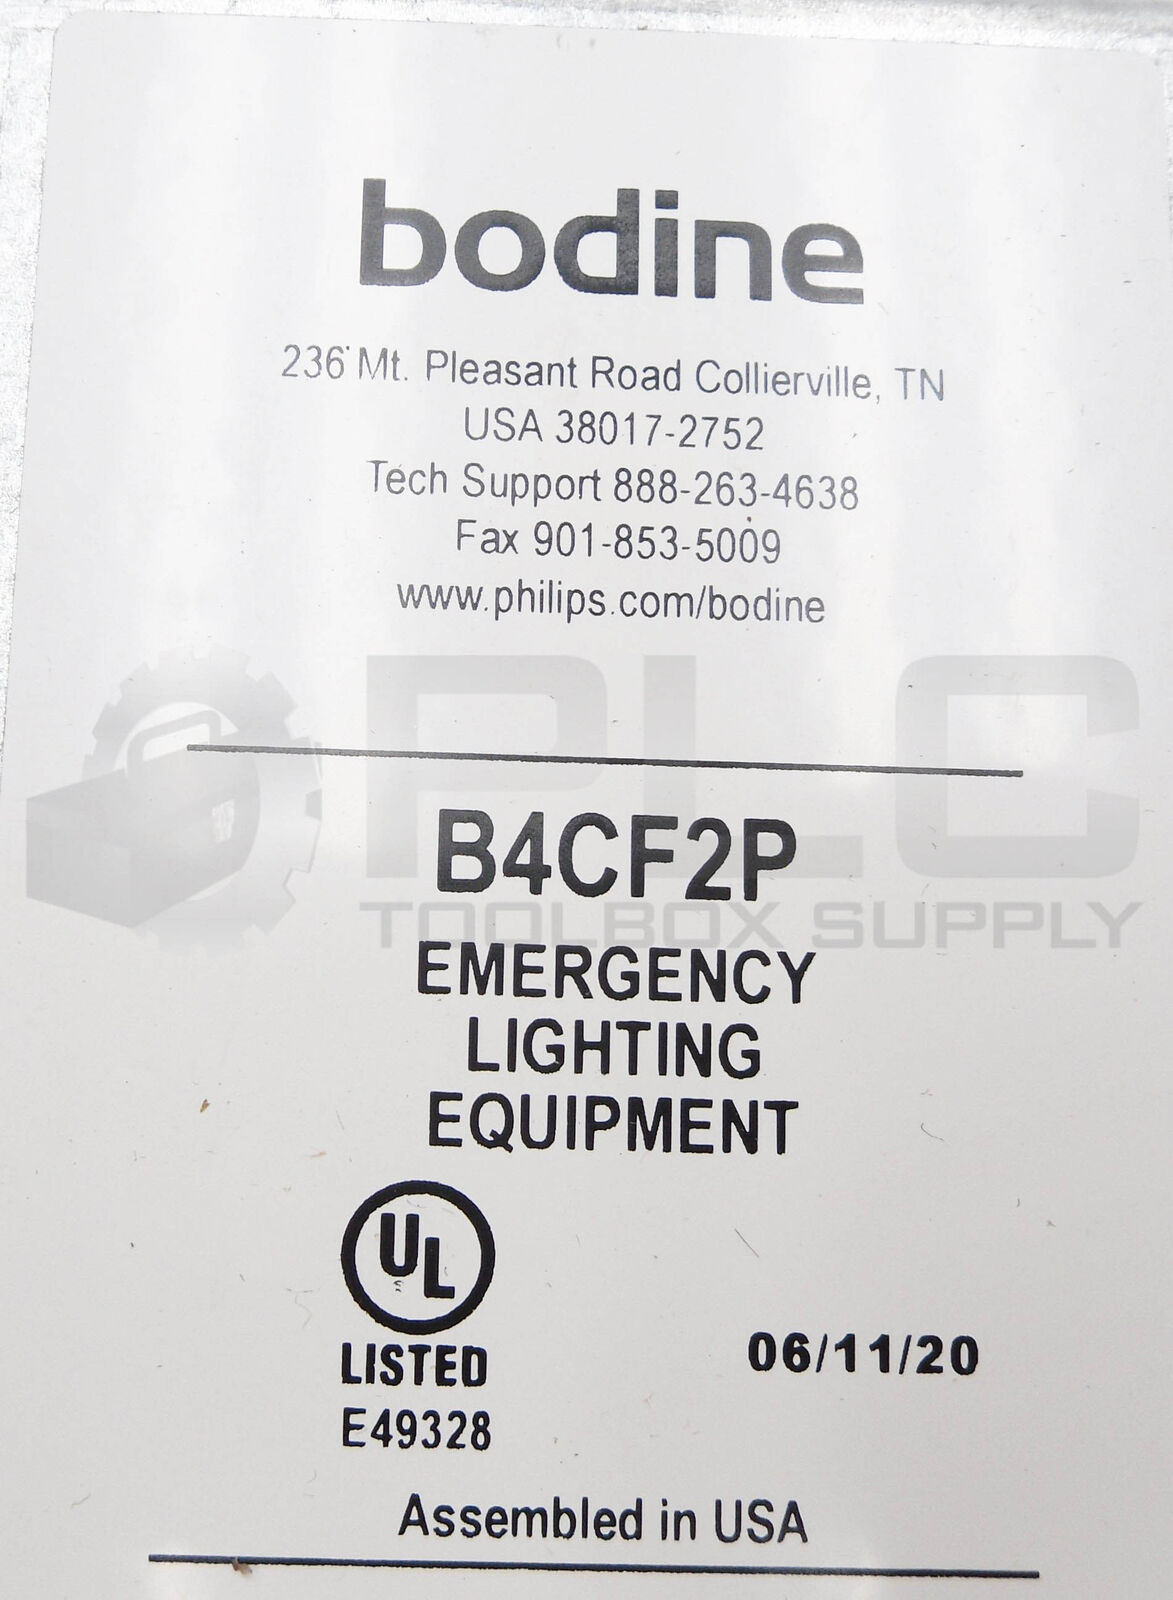 bodine
236 Mt. Pleasant Road Collierville, TN
USA 38017-2752
Tech Support 888-263-4638
Fax 901-853-5009
www.philips.com/bodine
PLC
B4CF2P
TOOLBOX SUPPLY
EMERGENCY
LIGHTING
EQUIPMENT
UL
LISTED
06/11/20
E49328
Assembled in USA